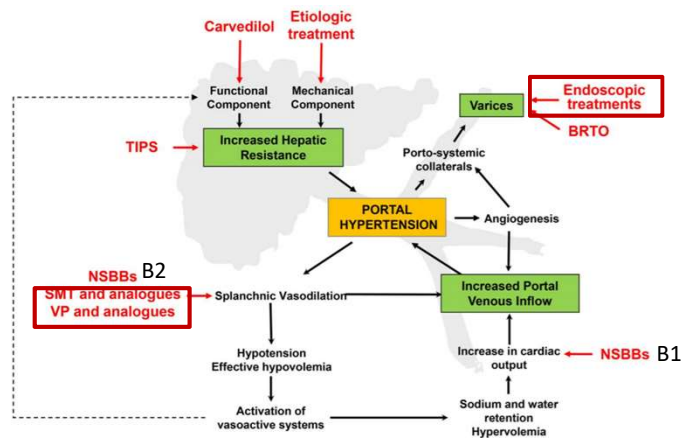 Carvedilol
Etiologic
treatment
Functional
Component
Mechanical
Component
Varices
Endoscopic
treatments
BRTO
TIPS
Increased Hepatic
Resistance
Porto-systemic
collaterals
PORTAL
HYPERTENSION
Angiogenesis
NSBBs B2
SMT and analogues
VP and analogues
Splanchnic Vasodilation
Increased Portal
Venous Inflow
Hypotension
Effective hypovolemia
Increase in cardiac
output
NSBBs B1
Activation of
vasoactive systems
Sodium and water
retention
Hypervolemia